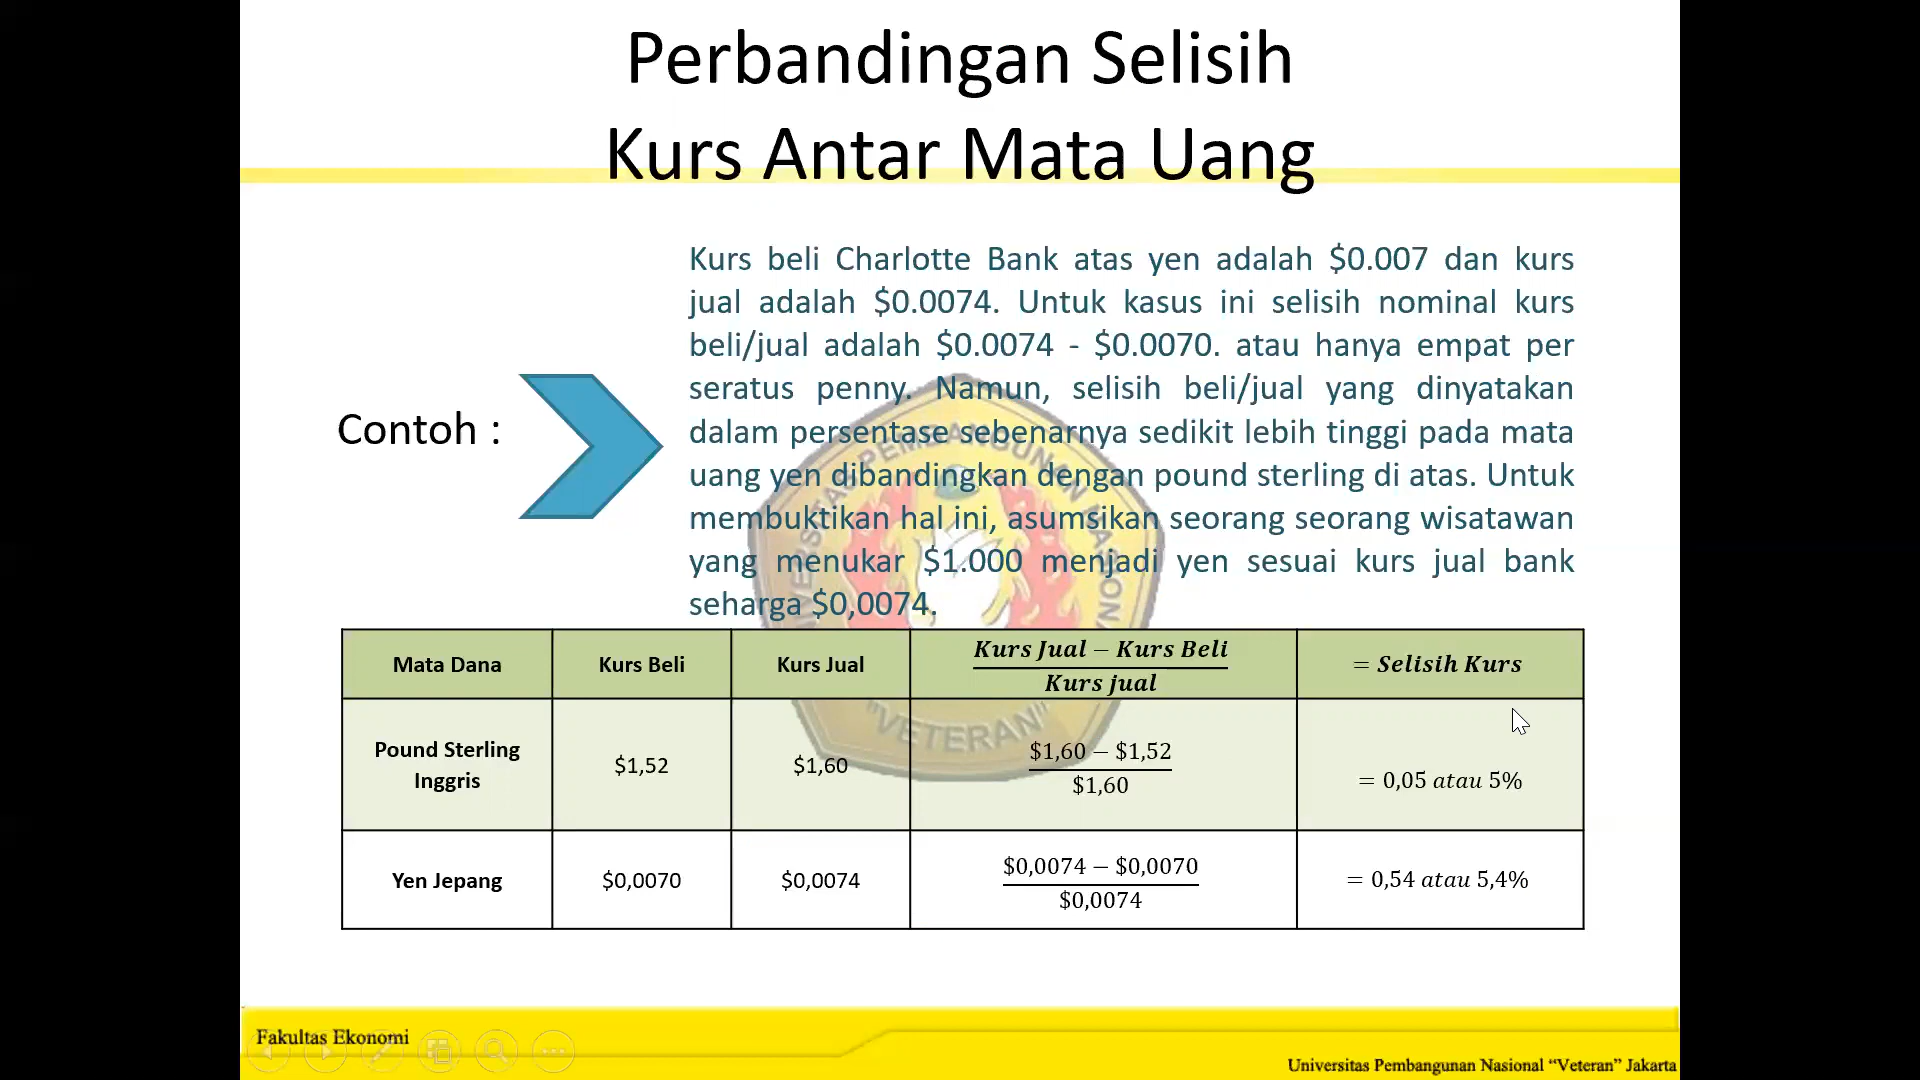 Perbandingan Selisih
Kurs Antar Mata Uang
Kurs beli Charlotte Bank atas yen adalah $0.007 dan kurs
jual adalah $0.0074. Untuk kasus ini selisih nominal kurs
beli/jual adalah $0.0074 - $0.0070. atau hanya empat per
seratus penny. Namun, selisih beli/jual yang dinyatakan
dalam persentase sebenarnya sedikit lebih tinggi pada mata
uang yen dibandingkan dengan pound sterling di atas. Untuk
membuktikan hal ini, asumsikan seorang seorang wisatawan
yang menukar $1.000 menjadi yen sesuai kurs jual bank
seharga $0,0074.
Contoh :
Mata Dana Kurs Beli Kurs Jual Kurs Jual − Kurs Beli / Kurs jual = Selisih Kurs
Pound Sterling
Inggris $1,52 $1,60 $1,60 − $1,52 / $1,60 = 0,05 atau 5%
Yen Jepang $0,0070 $0,0074 $0,0074 − $0,0070 / $0,0074 = 0,54 atau 5,4%
UNIVERSITAS PEMBANGUNAN NASIONAL
"VETERAN"
Fakultas Ekonomi
Universitas Pembangunan Nasional “Veteran” Jakarta